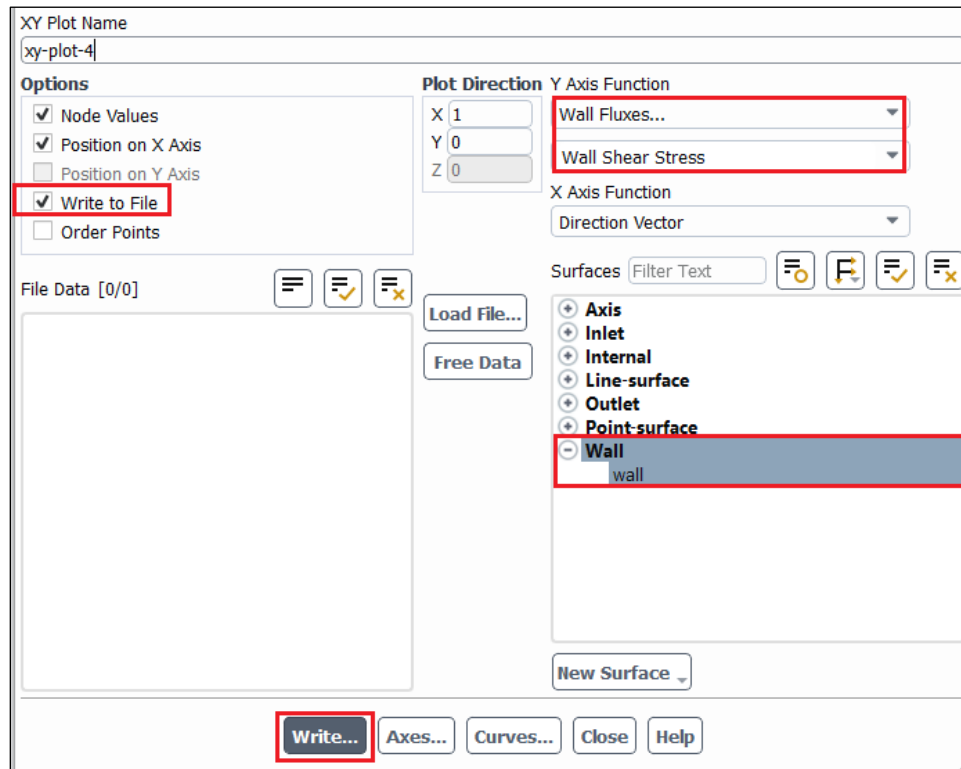 XY Plot Name
xy-plot-4
Options
Node Values
Position on X Axis
Position on Y Axis
Write to File
Order Points
Plot Direction
X 1
Y 0
Z 0
Y Axis Function
Wall Fluxes...
Wall Shear Stress
X Axis Function
Direction Vector
File Data [0/0]
Load File...
Free Data
Surfaces Filter Text
Axis
Inlet
Internal
Line-surface
Outlet
Point-surface
Wall
wall
New Surface
Write... Axes... Curves... Close Help